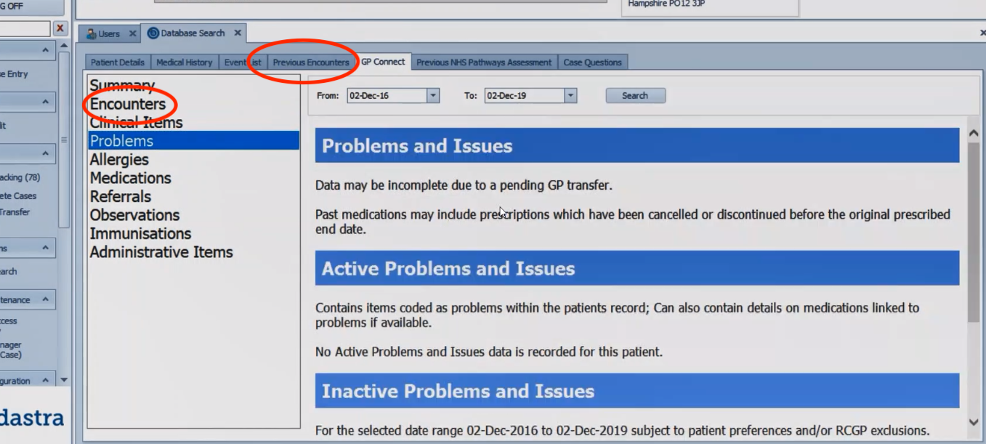 G OFF
Hampshire PO12 3JP
X
Users X Database Search X
x
Patient Details Medical History Event List Previous Encounters GP Connect Previous NHS Pathways Assessment Case Questions
e Entry
Summary
Encounters
Clinical Items
Problems
Allergies
Medications
Referrals
Observations
Immunisations
Administrative Items
From: 02-Dec-16 To: 02-Dec-19 Search
Problems and Issues
Data may be incomplete due to a pending GP transfer.
Past medications may include prescriptions which have been cancelled or discontinued before the original prescribed
end date.
Active Problems and Issues
Contains items coded as problems within the patients record; Can also contain details on medications linked to
problems if available.
No Active Problems and Issues data is recorded for this patient.
Inactive Problems and Issues
For the selected date range 02-Dec-2016 to 02-Dec-2019 subject to patient preferences and/or RCGP exclusions.
dit
acking (78)
ete Cases
Transfer
ns
earch
tenance
ccess
nager
Case)
guration
dastra